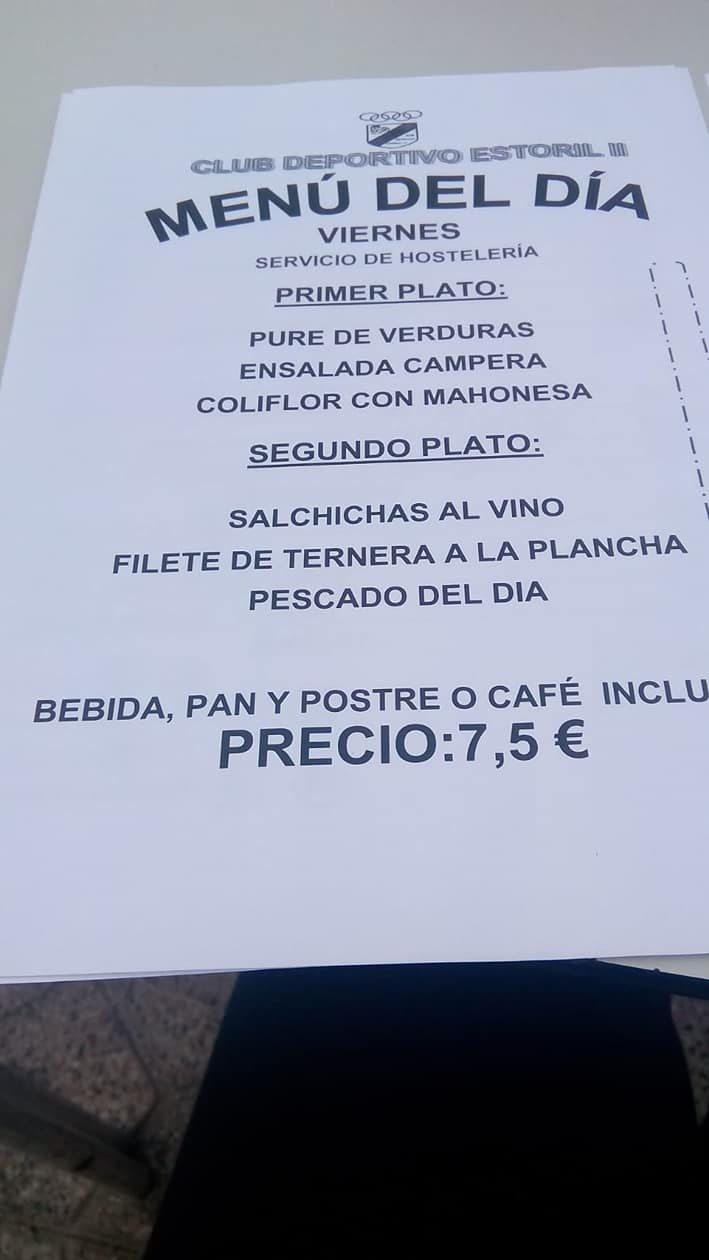 CLUB DEPORTIVO ESTORIL II
MENÚ DEL DÍA
VIERNES
SERVICIO DE HOSTELERÍA
PRIMER PLATO:
PURE DE VERDURAS
ENSALADA CAMPERA
COLIFLOR CON MAHONESA
SEGUNDO PLATO:
SALCHICHAS AL VINO
FILETE DE TERNERA A LA PLANCHA
PESCADO DEL DIA
BEBIDA, PAN Y POSTRE O CAFÉ INCLU
PRECIO:7,5 €